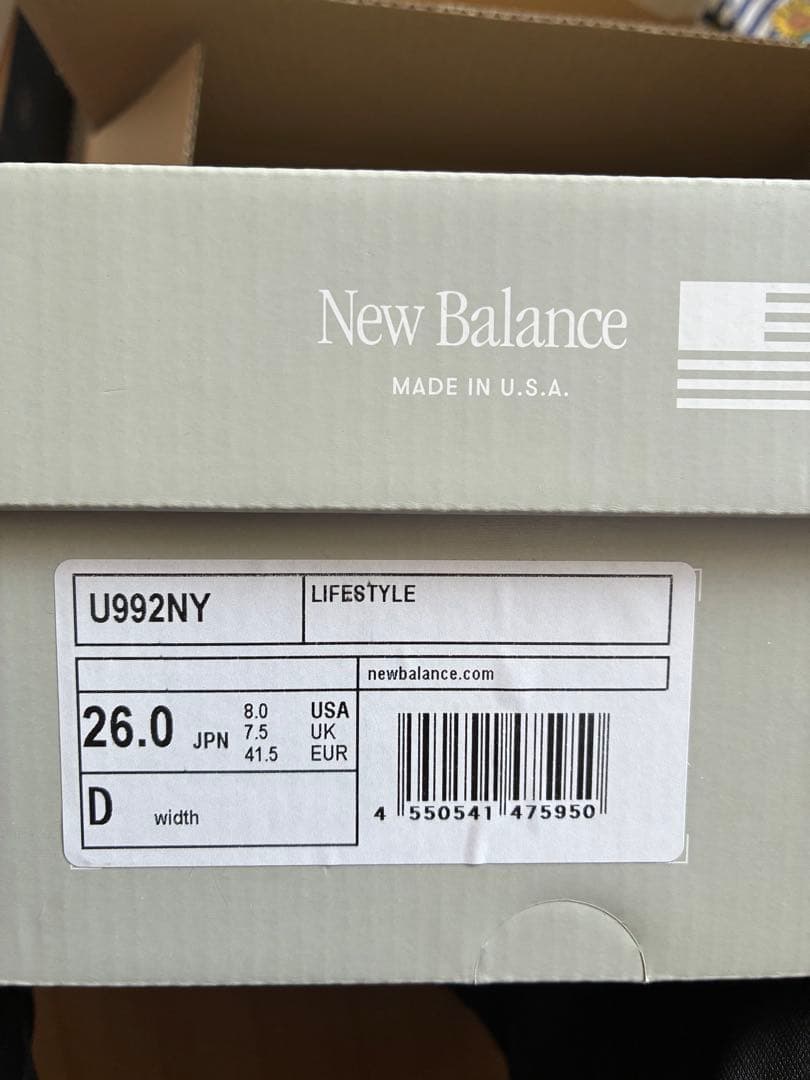 New Balance
MADE IN U.S.A.
U992NY
LIFESTYLE
newbalance.com
26.0 JPN
8.0 USA
7.5 UK
41.5 EUR
D width
4 550541 475950